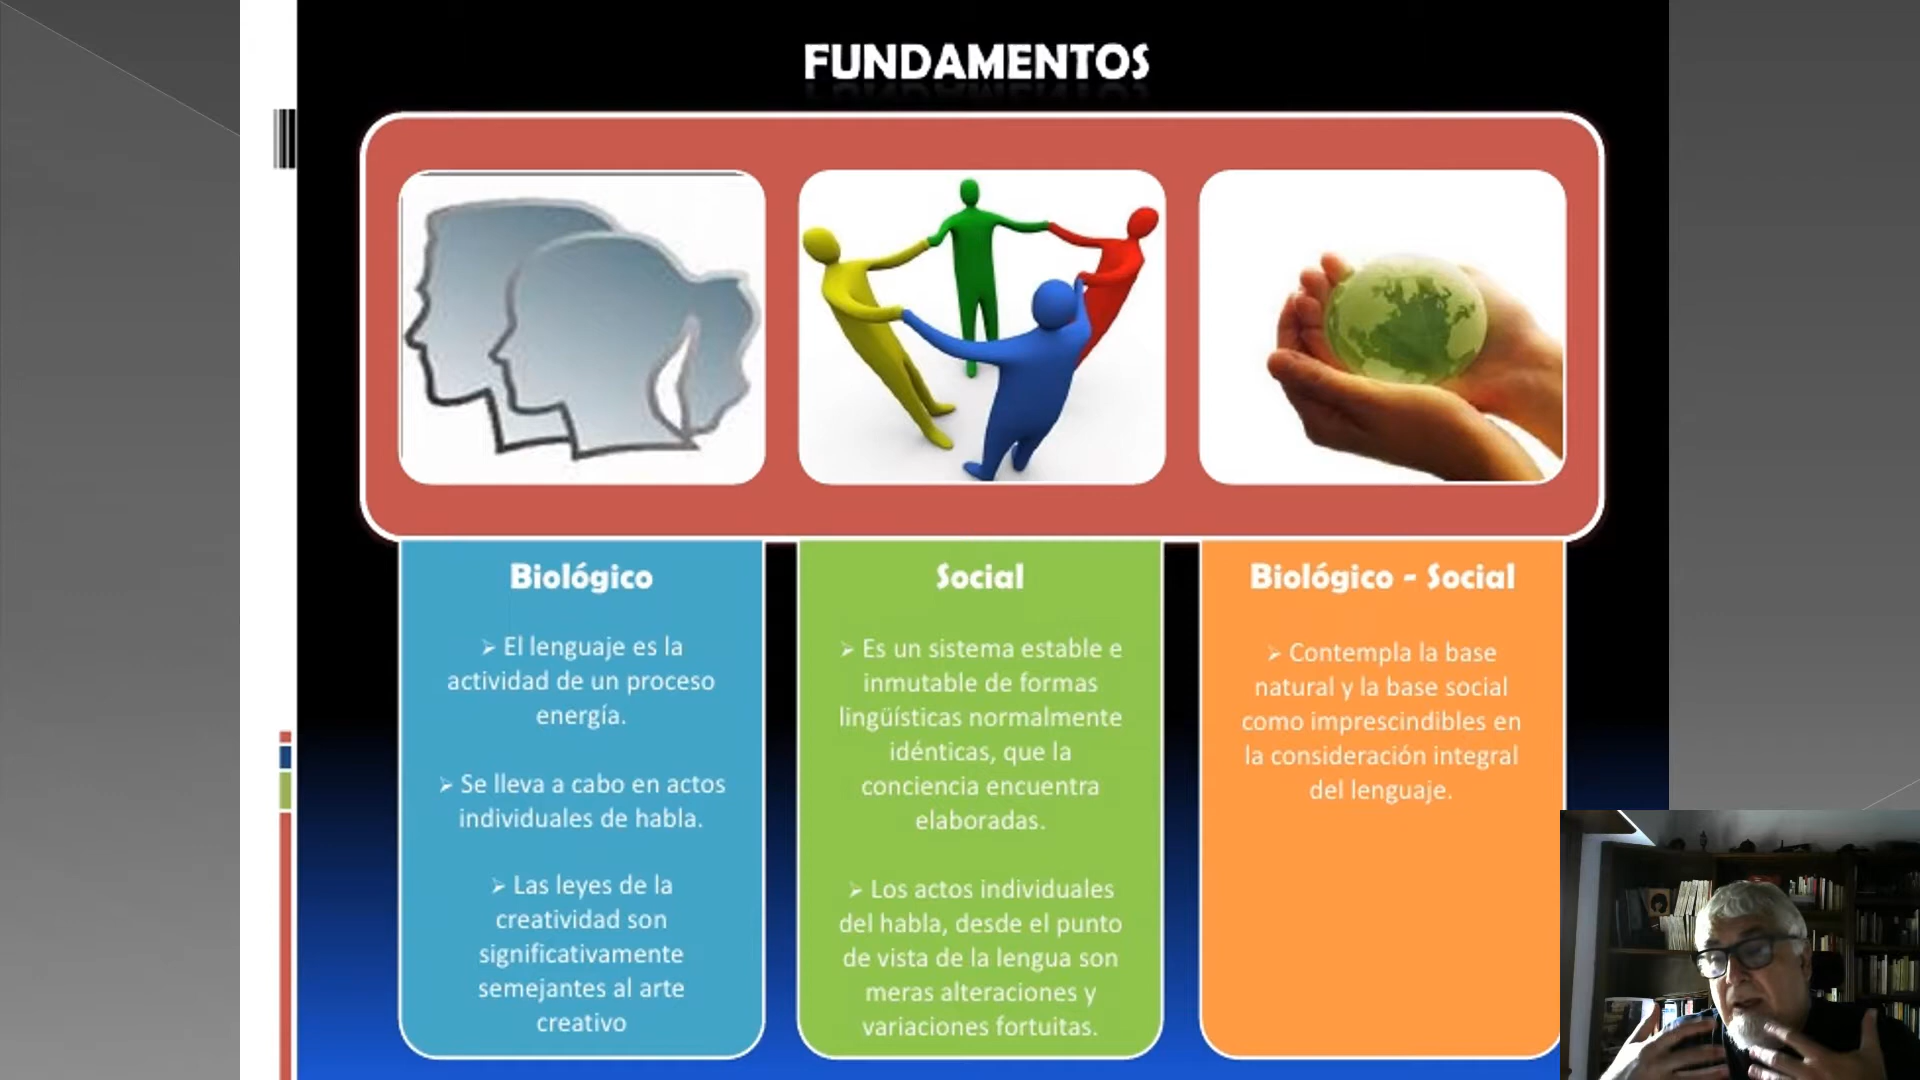 FUNDAMENTOS
Biológico
➢ El lenguaje es la
actividad de un proceso
energía.
➢ Se lleva a cabo en actos
individuales de habla.
➢ Las leyes de la
creatividad son
significativamente
semejantes al arte
creativo
Social
➢ Es un sistema estable e
inmutable de formas
lingüísticas normalmente
idénticas, que la
conciencia encuentra
elaboradas.
➢ Los actos individuales
del habla, desde el punto
de vista de la lengua son
meras alteraciones y
variaciones fortuitas.
Biológico - Social
➢ Contempla la base
natural y la base social
como imprescindibles en
la consideración integral
del lenguaje.